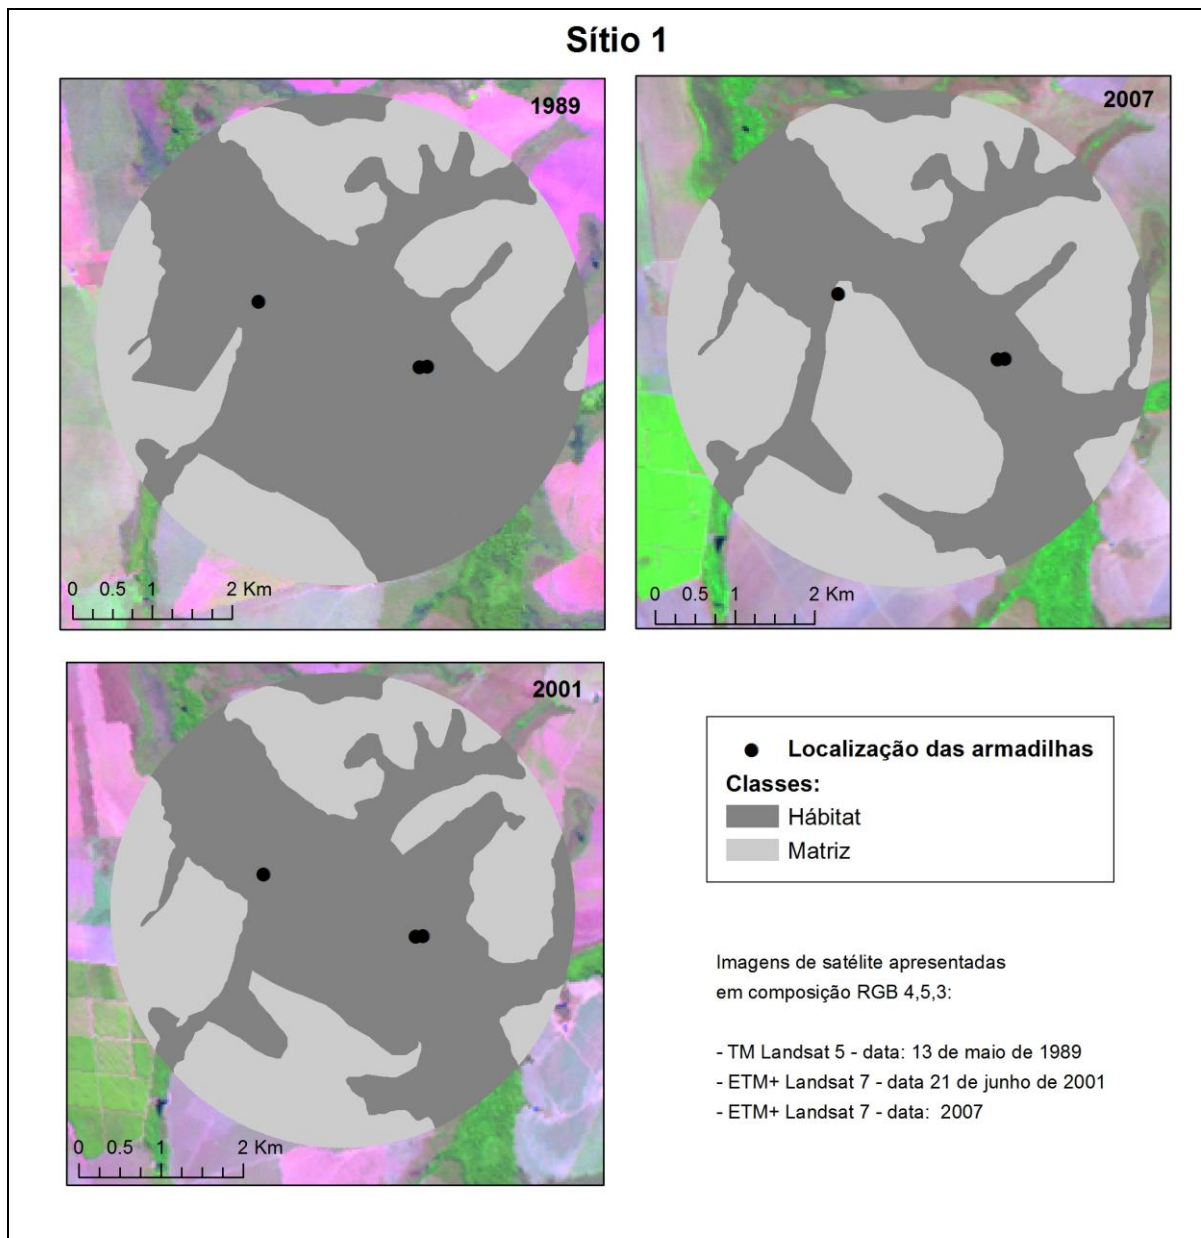 Sítio 1
1989
0 0.5 1 2 Km
2007
0 0.5 1 2 Km
2001
0 0.5 1 2 Km
Localização das armadilhas
Classes:
Hábitat
Matriz
Imagens de satélite apresentadas
em composição RGB 4,5,3:
- TM Landsat 5 - data: 13 de maio de 1989
- ETM+ Landsat 7 - data 21 de junho de 2001
- ETM+ Landsat 7 - data: 2007